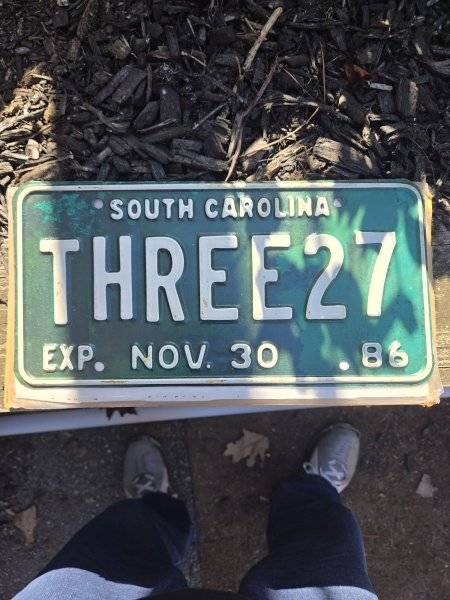 SOUTH CAROLINA
THREE27
EXP. NOV. 30 .86